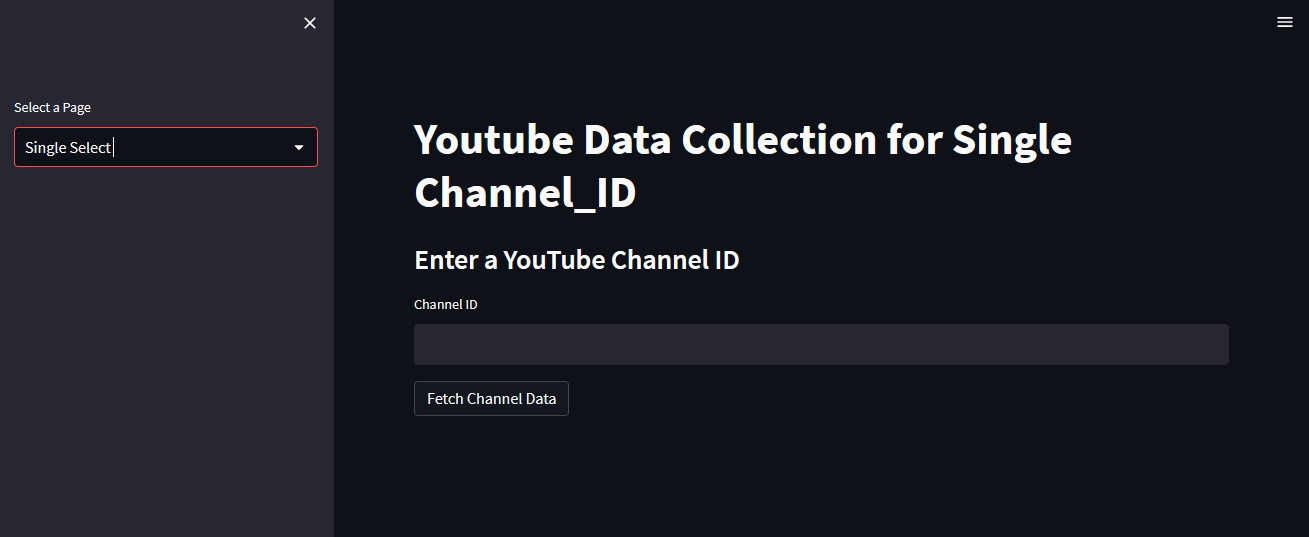 Select a Page
Single Select
Youtube Data Collection for Single
Channel_ID
Enter a YouTube Channel ID
Channel ID
Fetch Channel Data